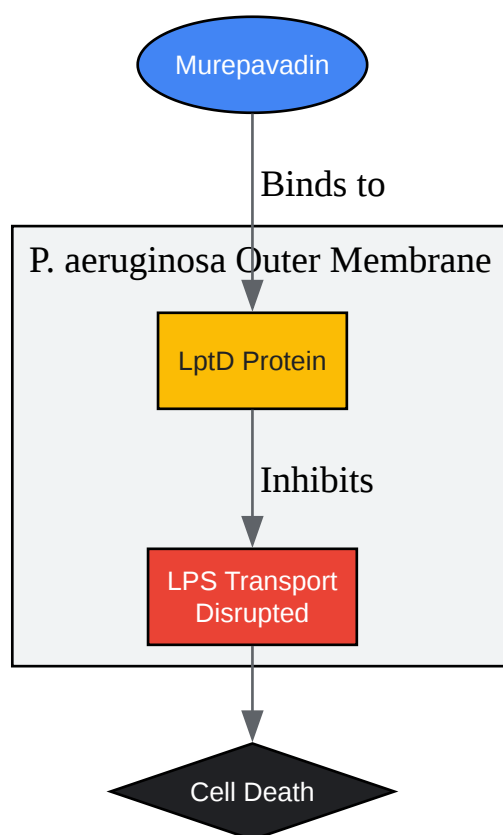 Murepavadin
Binds to
P. aeruginosa Outer Membrane
LptD Protein
Inhibits
LPS Transport
Disrupted
Cell Death